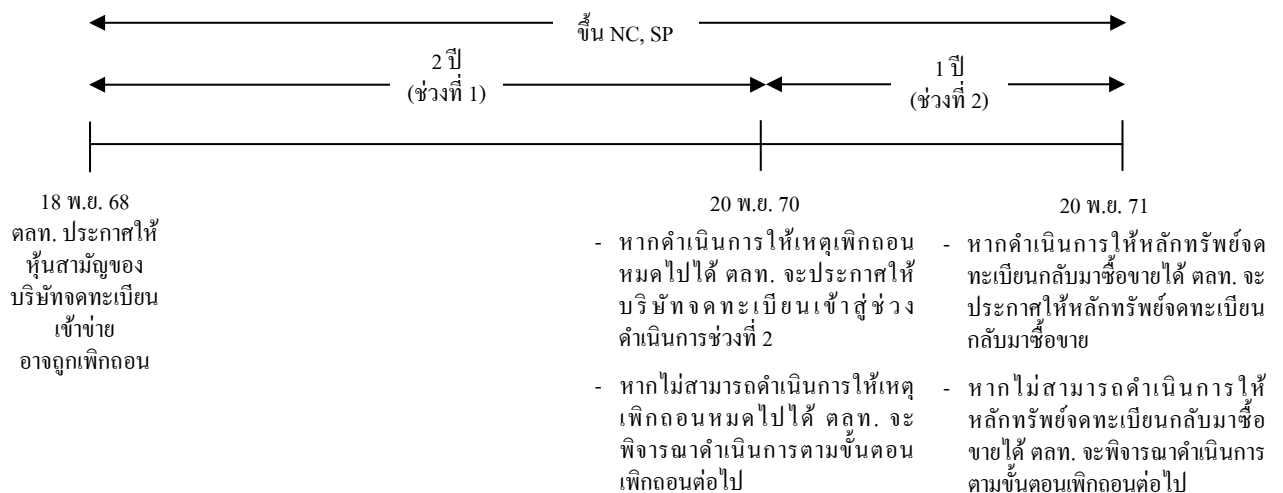 ขึ้น NC, SP
2 ปี
(ช่วงที่ 1)
1 ปี
(ช่วงที่ 2)
18 พ.ย. 68
ตลท. ประกาศให้
หุ้นสามัญของ
บริษัทจดทะเบียน
เข้าข่าย
อาจถูกเพิกถอน
20 พ.ย. 70
- หากดำเนินการให้เหตุเพิกถอน
หมดไปได้ ตลท. จะประกาศให้
บริษัทจดทะเบียนเข้าสู่ช่วง
ดำเนินการช่วงที่ 2
- หากไม่สามารถดำเนินการให้เหตุ
เพิกถอนหมดไปได้ ตลท. จะ
พิจารณาดำเนินการตามขั้นตอน
เพิกถอนต่อไป
20 พ.ย. 71
- หากดำเนินการให้หลักทรัพย์จด
ทะเบียนกลับมาซื้อขายได้ ตลท. จะ
ประกาศให้หลักทรัพย์จดทะเบียน
กลับมาซื้อขาย
- หากไม่สามารถดำเนินการให้
หลักทรัพย์จดทะเบียนกลับมาซื้อ
ขายได้ ตลท. จะพิจารณาดำเนินการ
ตามขั้นตอนเพิกถอนต่อไป